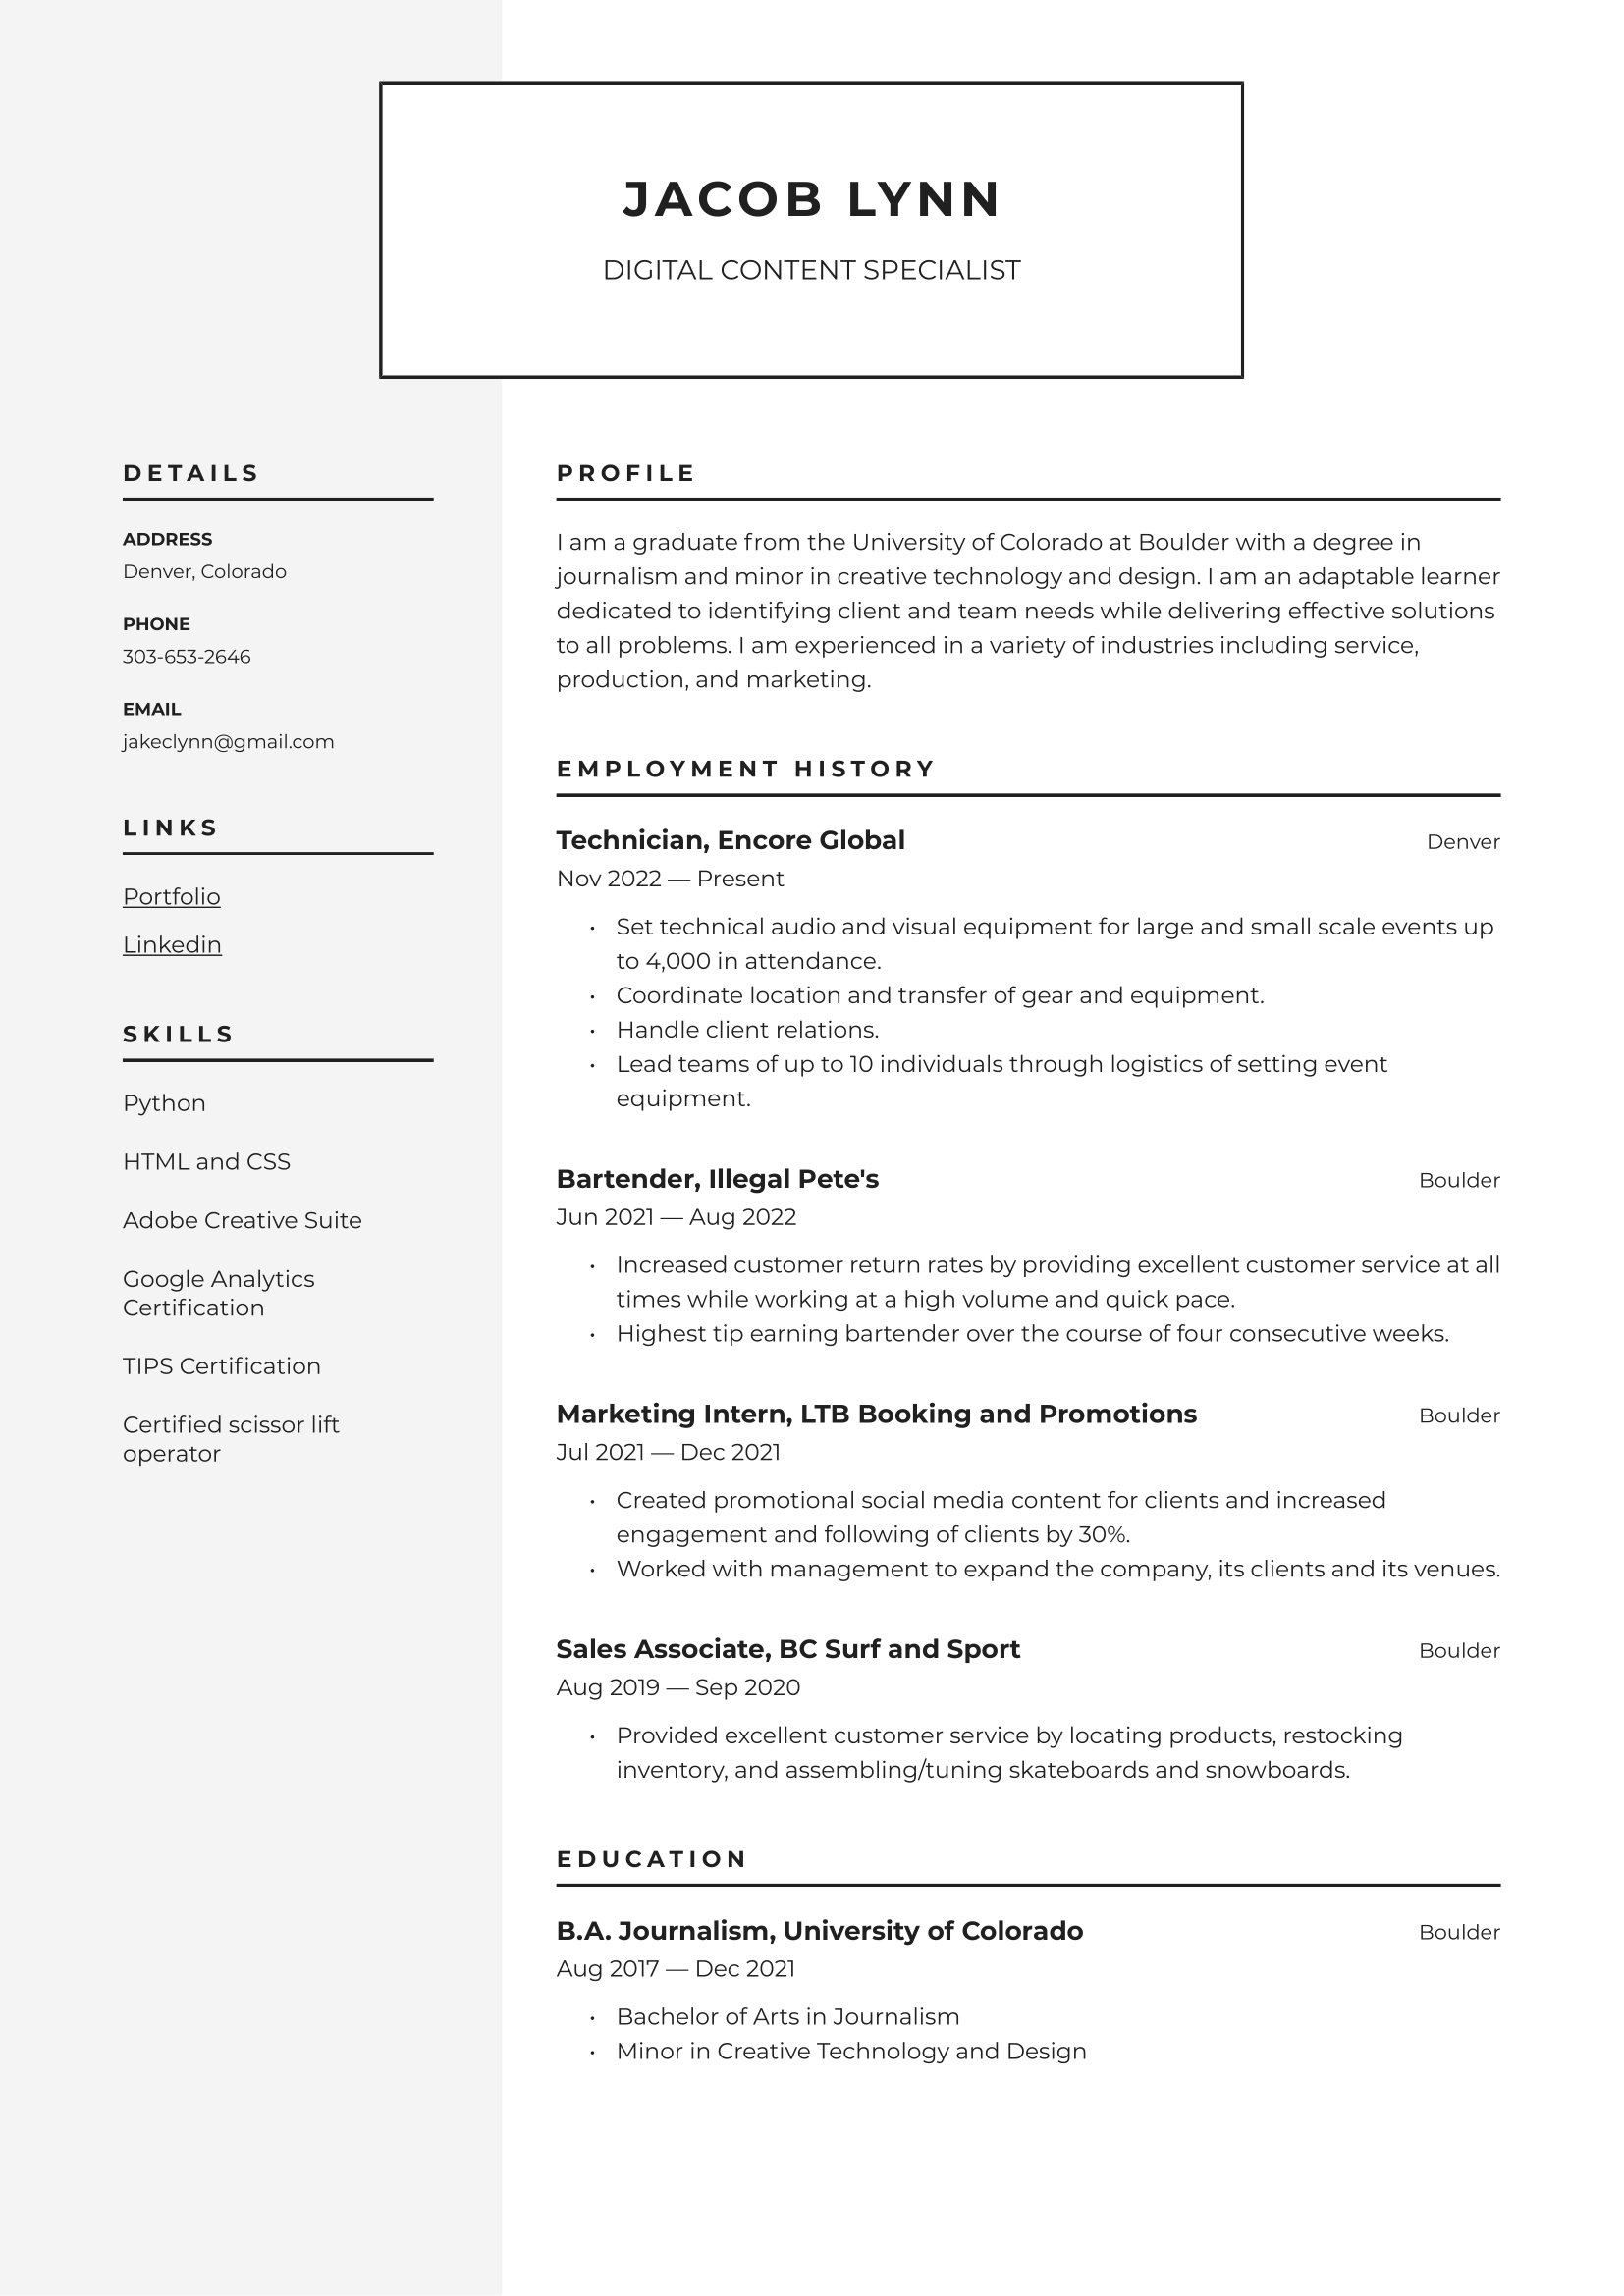 JACOB LYNN
DIGITAL CONTENT SPECIALIST
DETAILS
ADDRESS
Denver, Colorado
PHONE
303-653-2646
EMAIL
jakeclynn@gmail.com
LINKS
Portfolio
Linkedin
SKILLS
Python
HTML and CSS
Adobe Creative Suite
Google Analytics
Certification
TIPS Certification
Certified scissor lift
operator
PROFILE
I am a graduate from the University of Colorado at Boulder with a degree in
journalism and minor in creative technology and design. I am an adaptable learner
dedicated to identifying client and team needs while delivering effective solutions
to all problems. I am experienced in a variety of industries including service,
production, and marketing.
EMPLOYMENT HISTORY
Technician, Encore Global Denver
Nov 2022 — Present
• Set technical audio and visual equipment for large and small scale events up
to 4,000 in attendance.
• Coordinate location and transfer of gear and equipment.
• Handle client relations.
• Lead teams of up to 10 individuals through logistics of setting event
equipment.
Bartender, Illegal Pete's Boulder
Jun 2021 — Aug 2022
• Increased customer return rates by providing excellent customer service at all
times while working at a high volume and quick pace.
• Highest tip earning bartender over the course of four consecutive weeks.
Marketing Intern, LTB Booking and Promotions Boulder
Jul 2021 — Dec 2021
• Created promotional social media content for clients and increased
engagement and following of clients by 30%.
• Worked with management to expand the company, its clients and its venues.
Sales Associate, BC Surf and Sport Boulder
Aug 2019 — Sep 2020
• Provided excellent customer service by locating products, restocking
inventory, and assembling/tuning skateboards and snowboards.
EDUCATION
B.A. Journalism, University of Colorado Boulder
Aug 2017 — Dec 2021
• Bachelor of Arts in Journalism
• Minor in Creative Technology and Design